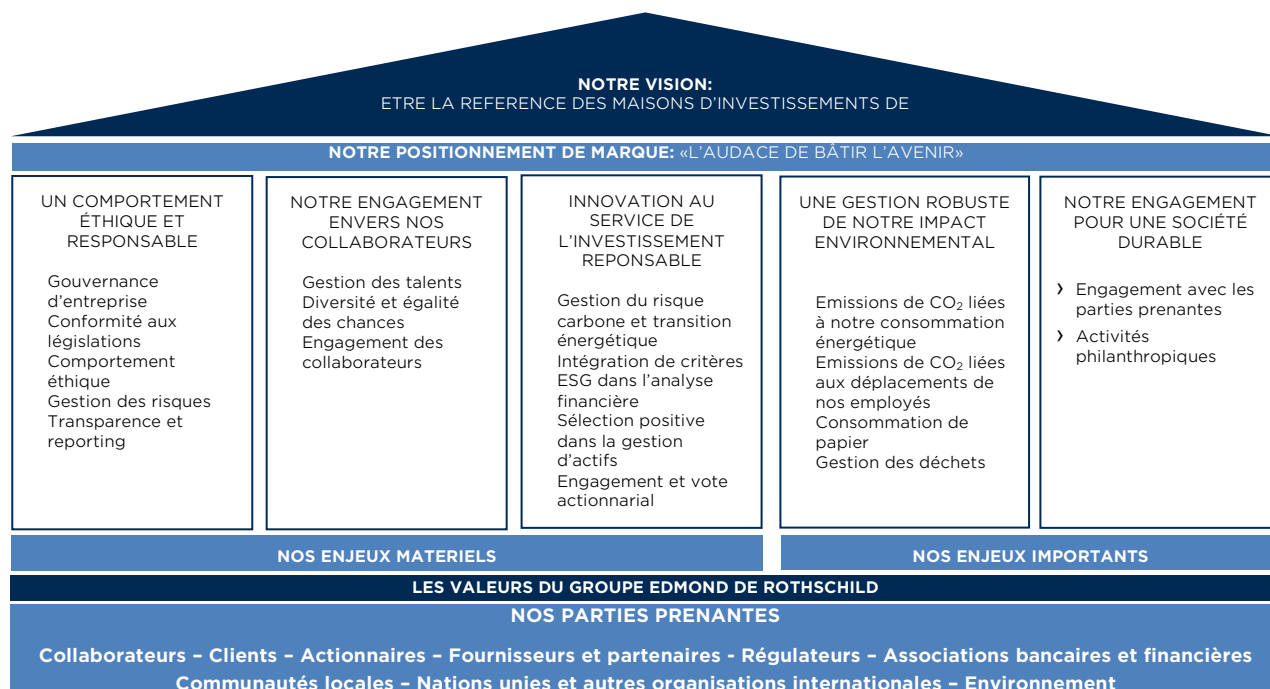 NOTRE VISION:
ETRE LA REFERENCE DES MAISONS D'INVESTISSEMENTS DE
NOTRE POSITIONNEMENT DE MARQUE: «L'AUDACE DE BÂTIR L'AVENIR»
UN COMPORTEMENT
ÉTHIQUE ET
RESPONSABLE
Gouvernance
d'entreprise
Conformité aux
législations
Comportement
éthique
Gestion des risques
Transparence et
reporting
NOTRE ENGAGEMENT
ENVERS NOS
COLLABORATEURS
Gestion des talents
Diversité et égalité
des chances
Engagement des
collaborateurs
INNOVATION AU
SERVICE DE
L'INVESTISSEMENT
REPONSABLE
Gestion du risque
carbone et transition
énergétique
Intégration de critères
ESG dans l'analyse
financière
Sélection positive
dans la gestion
d'actifs
Engagement et vote
actionnarial
UNE GESTION ROBUSTE
DE NOTRE IMPACT
ENVIRONNEMENTAL
Emissions de CO₂ liées
à notre consommation
énergétique
Emissions de CO₂ liées
aux déplacements de
nos employés
Consommation de
papier
Gestion des déchets
NOTRE ENGAGEMENT
POUR UNE SOCIÉTÉ
DURABLE
› Engagement avec les
parties prenantes
› Activités
philanthropiques
NOS ENJEUX MATERIELS
NOS ENJEUX IMPORTANTS
LES VALEURS DU GROUPE EDMOND DE ROTHSCHILD
NOS PARTIES PRENANTES
Collaborateurs – Clients – Actionnaires – Fournisseurs et partenaires - Régulateurs – Associations bancaires et financières
Communautés locales – Nations unies et autres organisations internationales – Environnement